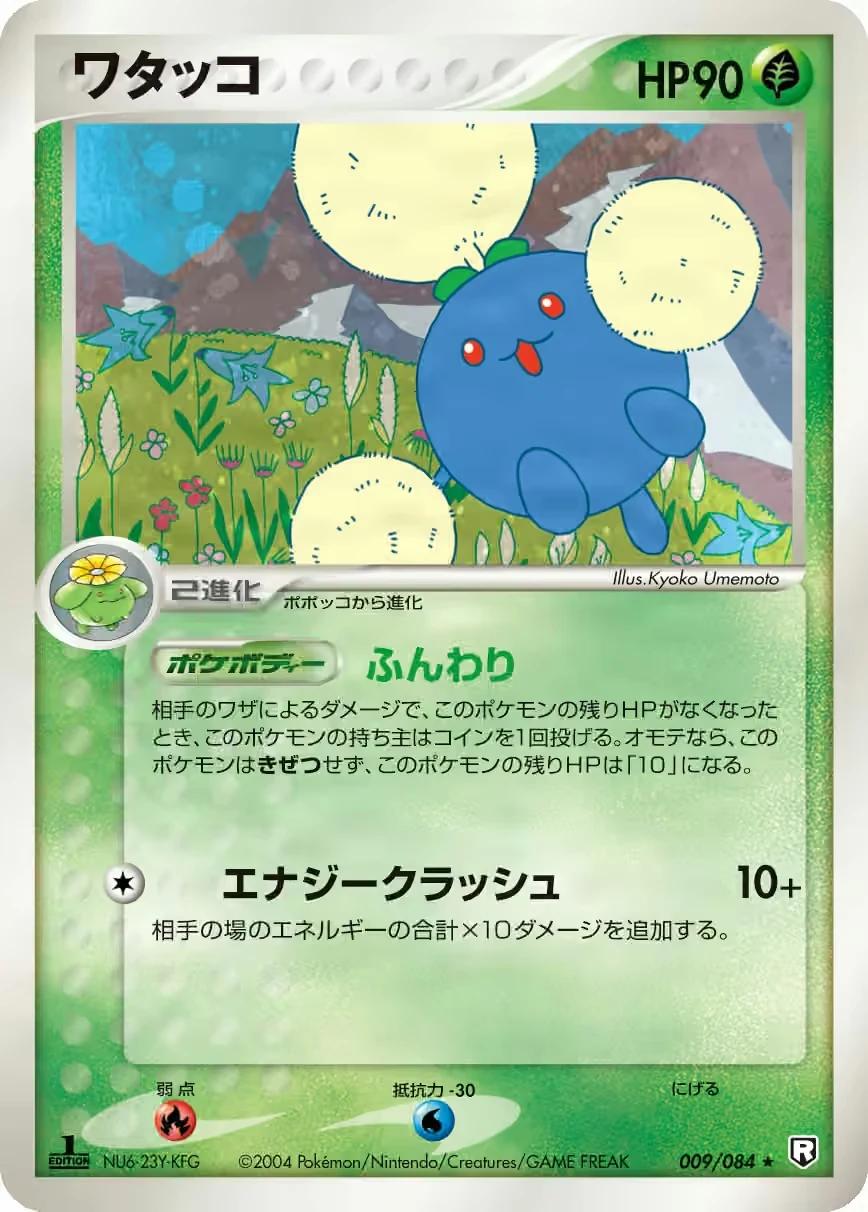 ワタッコ HP90
Illus.Kyoko Umemoto
2進化 ポポッコから進化
ポケボディー ふんわり
相手のワザによるダメージで、このポケモンの残りHPがなくなった
とき、このポケモンの持ち主はコインを1回投げる。オモテなら、この
ポケモンはきぜつせず、このポケモンの残りHPは「10」になる。
エナジークラッシュ 10+
相手の場のエネルギーの合計×10ダメージを追加する。
弱点 抵抗力 -30 にげる
1 EDITION NU6-23Y-KFG ©2004 Pokémon/Nintendo/Creatures/GAME FREAK 009/084 ★ R